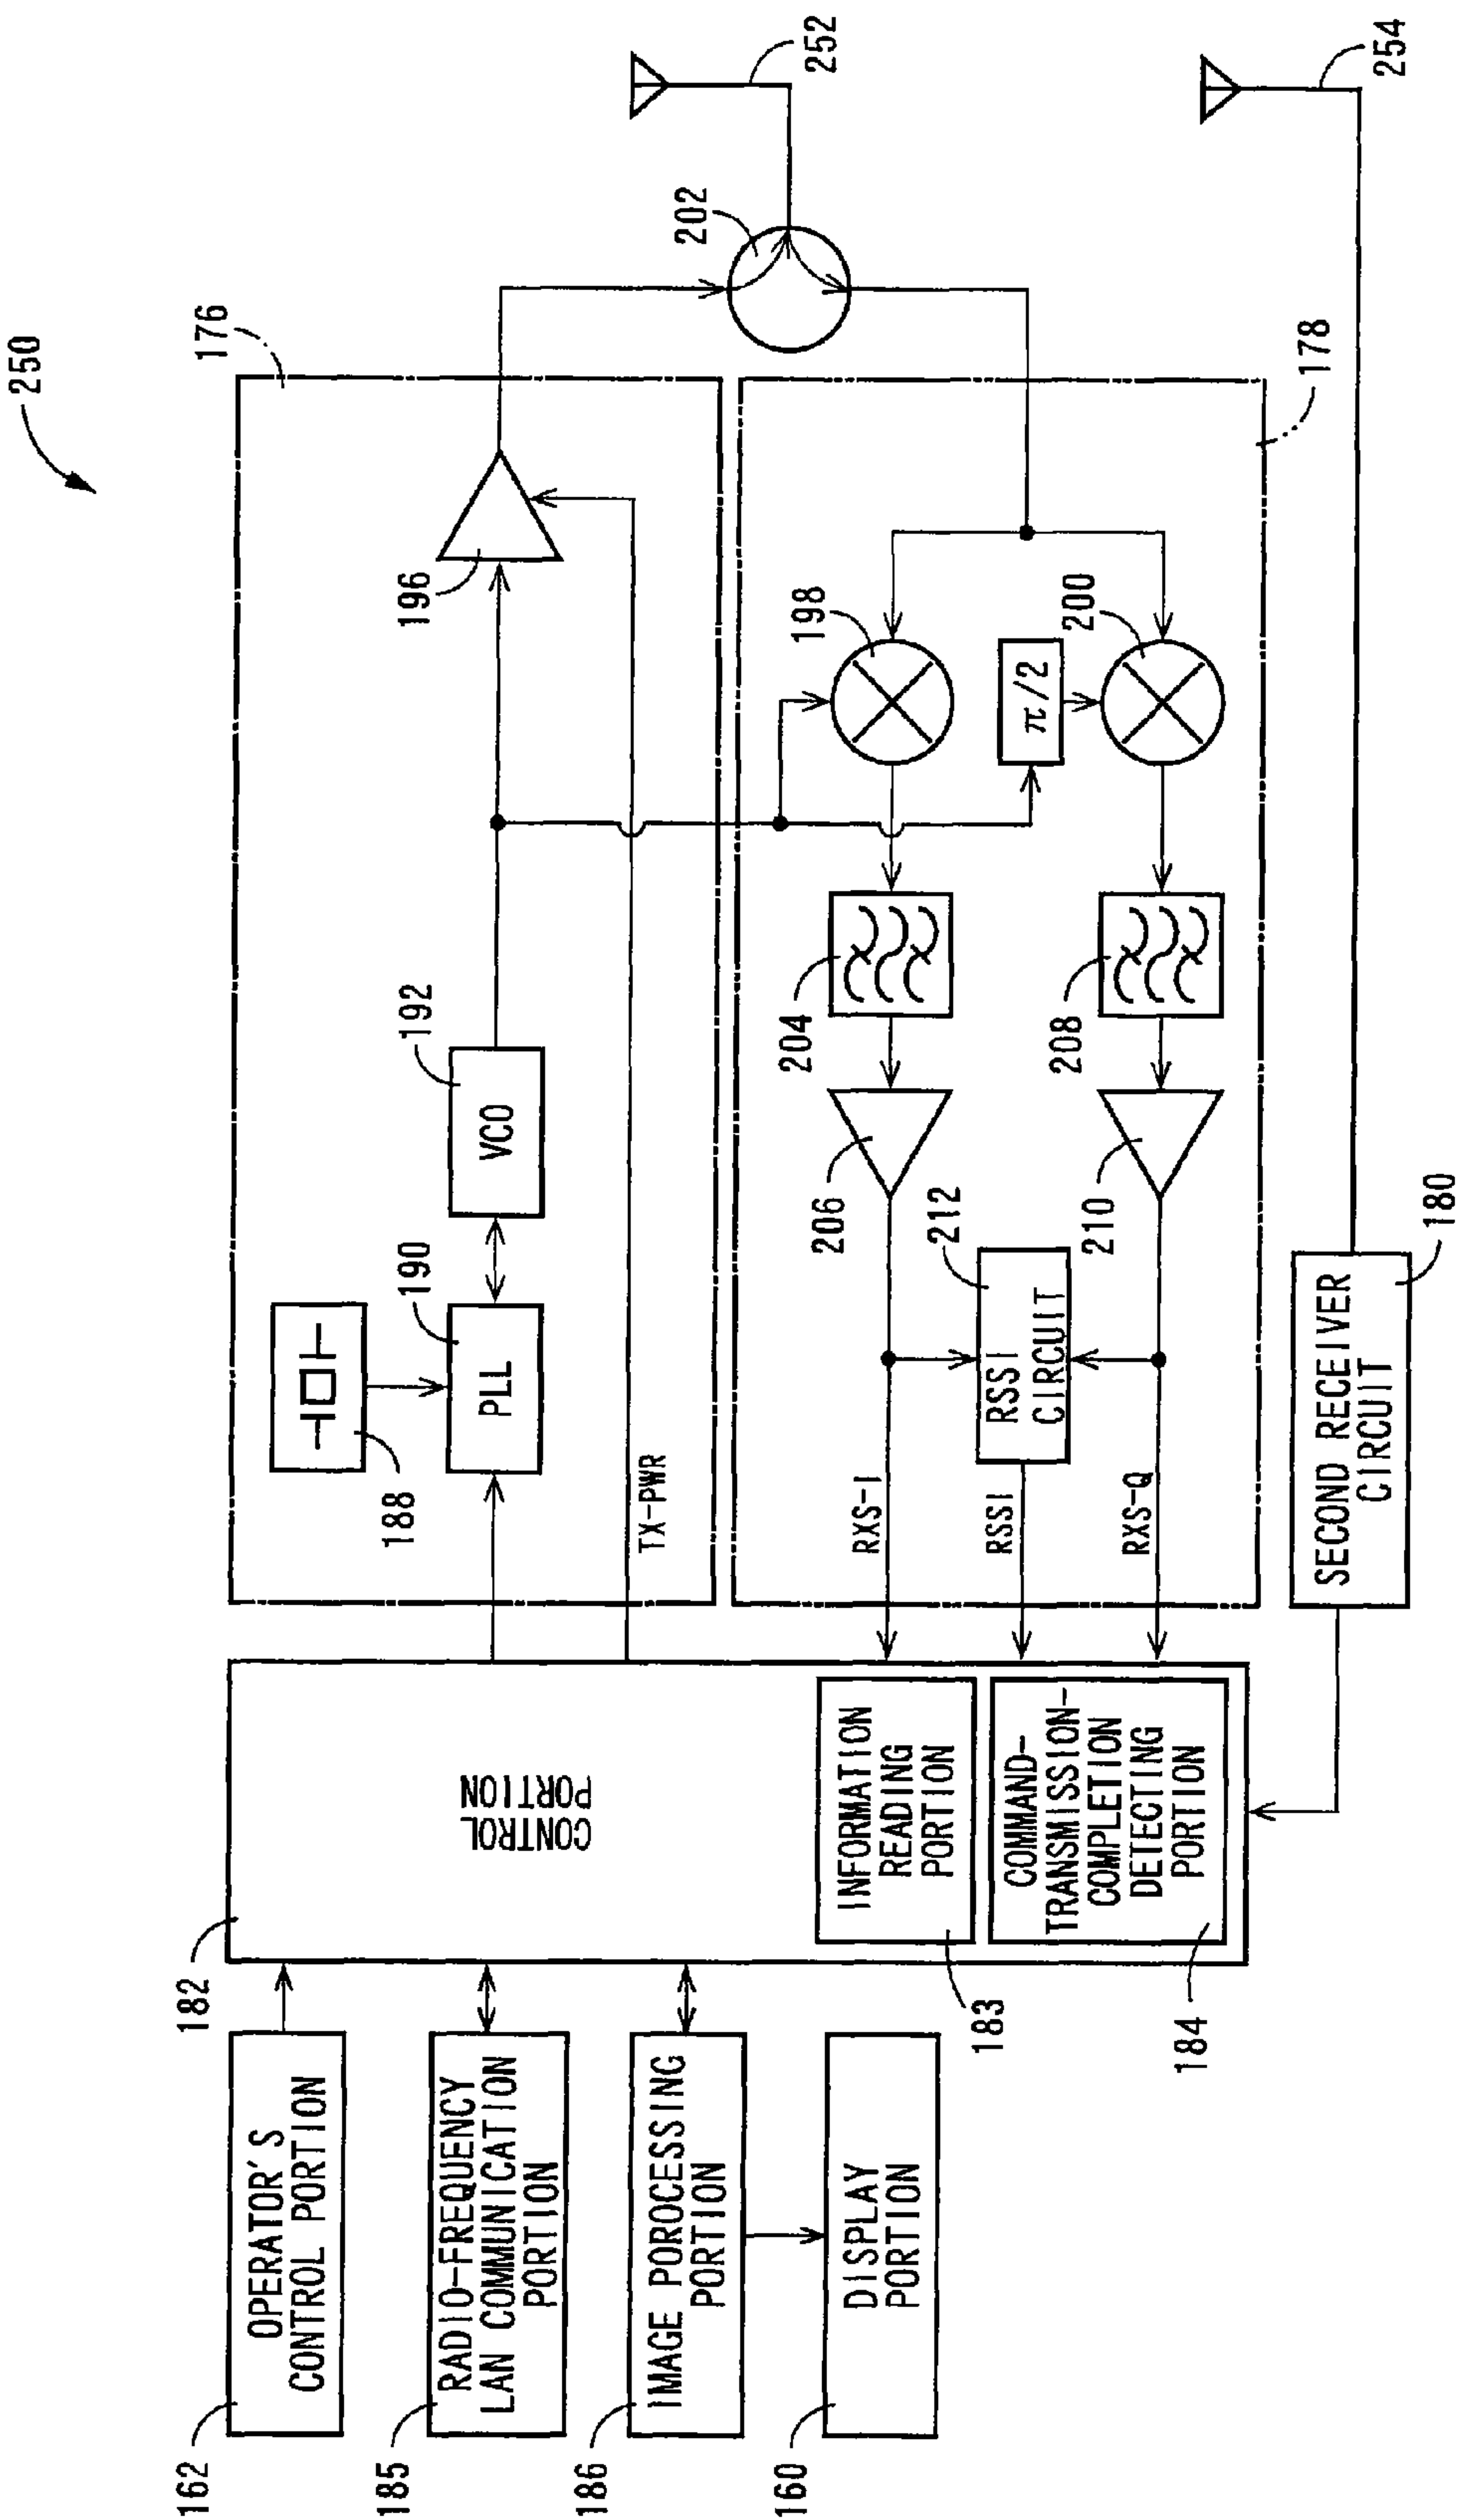 250
176
202
252
254
178
196
198
200
π/2
192
VCO
190
PLL
188
204
208
206
210
212
RSSI
CIRCUIT
TX-PWR
RXS-I
RSSI
RXS-Q
180
SECOND RECEIVER
CIRCUIT
182
CONTROL
PORTION
INFORMATION
READING
PORTION
183
COMMAND-
TRANSMISSION-
COMPLETION
DETECTING
PORTION
184
162
OPERATOR'S
CONTROL PORTION
185
RADIO-FREQUENCY
LAN COMMUNICATION
PORTION
186
IMAGE POROCESSING
PORTION
160
DISPLAY
PORTION